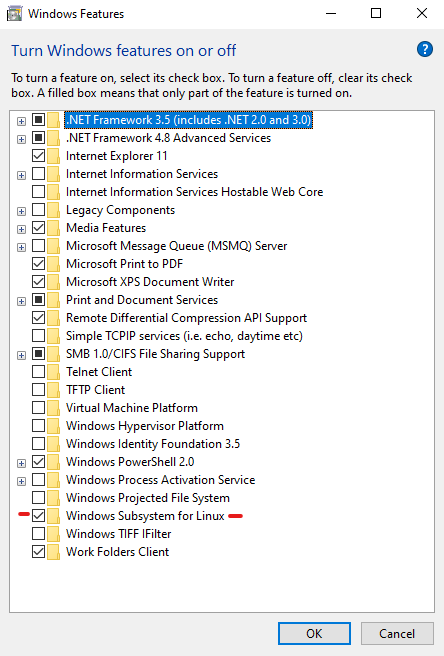 Windows Features
Turn Windows features on or off
To turn a feature on, select its check box. To turn a feature off, clear its check
box. A filled box means that only part of the feature is turned on.
.NET Framework 3.5 (includes .NET 2.0 and 3.0)
.NET Framework 4.8 Advanced Services
Internet Explorer 11
Internet Information Services
Internet Information Services Hostable Web Core
Legacy Components
Media Features
Microsoft Message Queue (MSMQ) Server
Microsoft Print to PDF
Microsoft XPS Document Writer
Print and Document Services
Remote Differential Compression API Support
Simple TCPIP services (i.e. echo, daytime etc)
SMB 1.0/CIFS File Sharing Support
Telnet Client
TFTP Client
Virtual Machine Platform
Windows Hypervisor Platform
Windows Identity Foundation 3.5
Windows PowerShell 2.0
Windows Process Activation Service
Windows Projected File System
Windows Subsystem for Linux
Windows TIFF IFilter
Work Folders Client
OK
Cancel